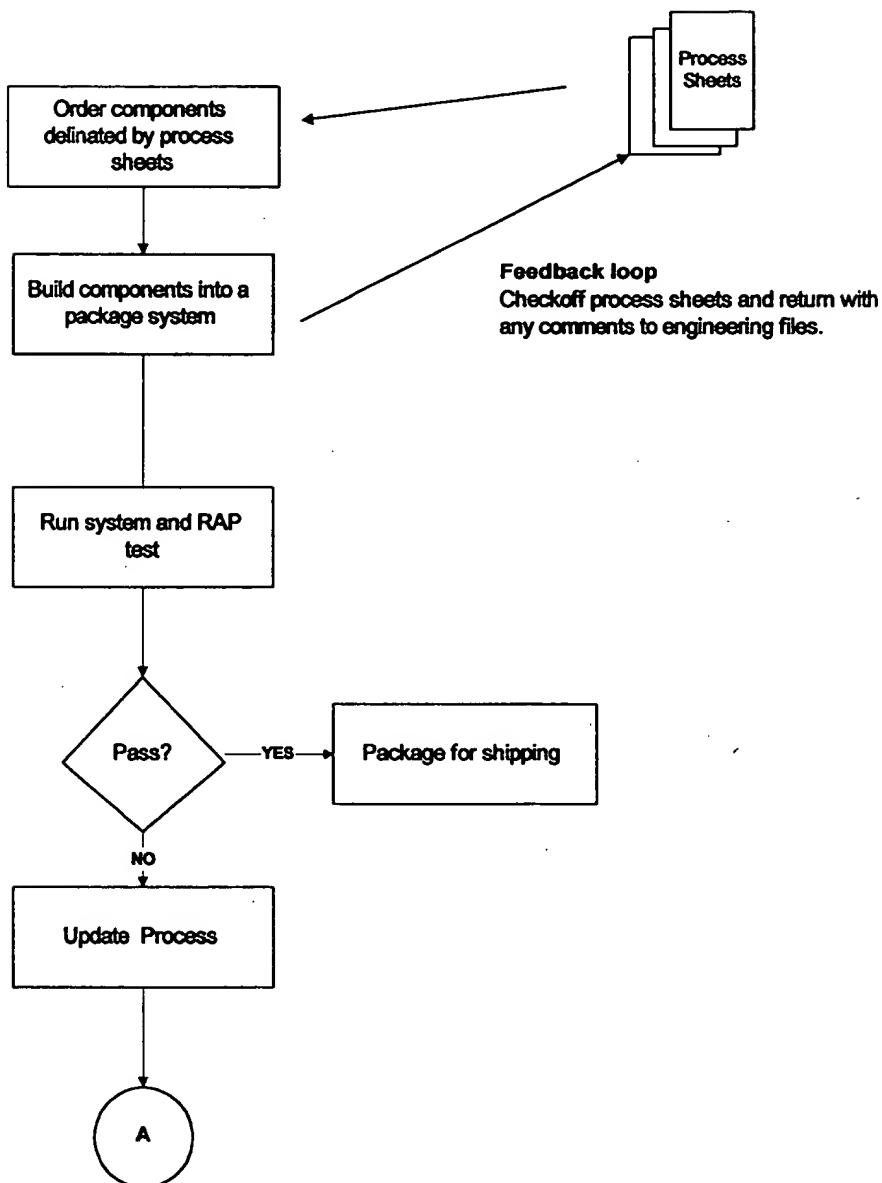 Process
Sheets
Order components
delinated by process
sheets
Build components into a
package system
Feedback loop
Checkoff process sheets and return with
any comments to engineering files.
Run system and RAP
test
Pass?
YES
Package for shipping
NO
Update Process
A